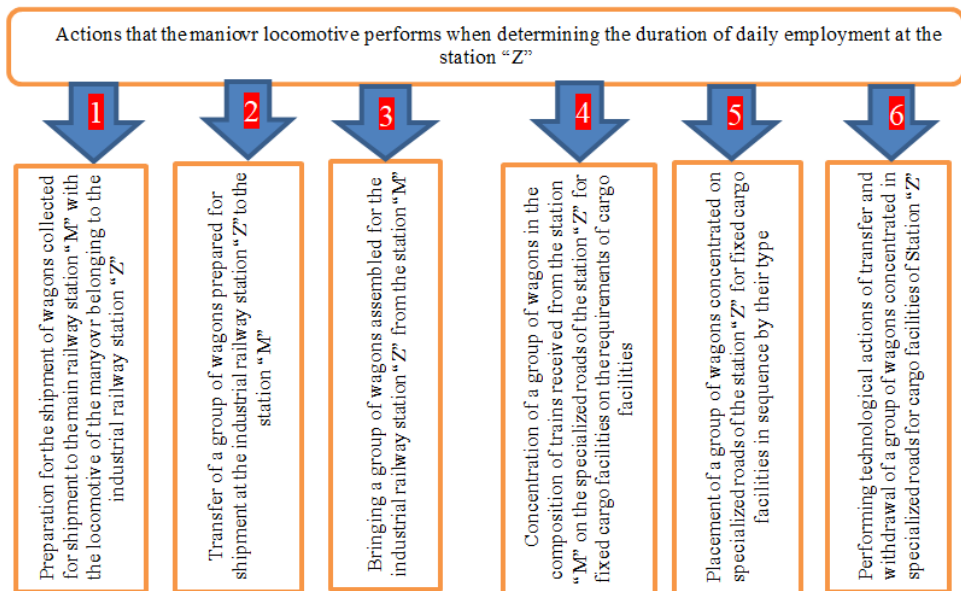 Actions that the maniovr locomotive performs when determining the duration of daily employment at the
station “Z”
1
2
3
4
5
6
Preparation for the shipment of wagons collected
for shipment to the main railway station “M” with
the locomotive of the manyovr belonging to the
industrial railway station “Z”
Transfer of a group of wagons prepared for
shipment at the industrial railway station “Z” to the
station “M”
Bringing a group of wagons assembled for the
industrial railway station “Z” from the station “M”
Concentration of a group of wagons in the
composition of trains received from the station
“M” on the specialized roads of the station “Z” for
fixed cargo facilities on the requirements of cargo
facilities
Placement of a group of wagons concentrated on
specialized roads of the station “Z” for fixed cargo
facilities in sequence by their type
Performing technological actions of transfer and
withdrawal of a group of wagons concentrated in
specialized roads for cargo facilities of Station “Z”